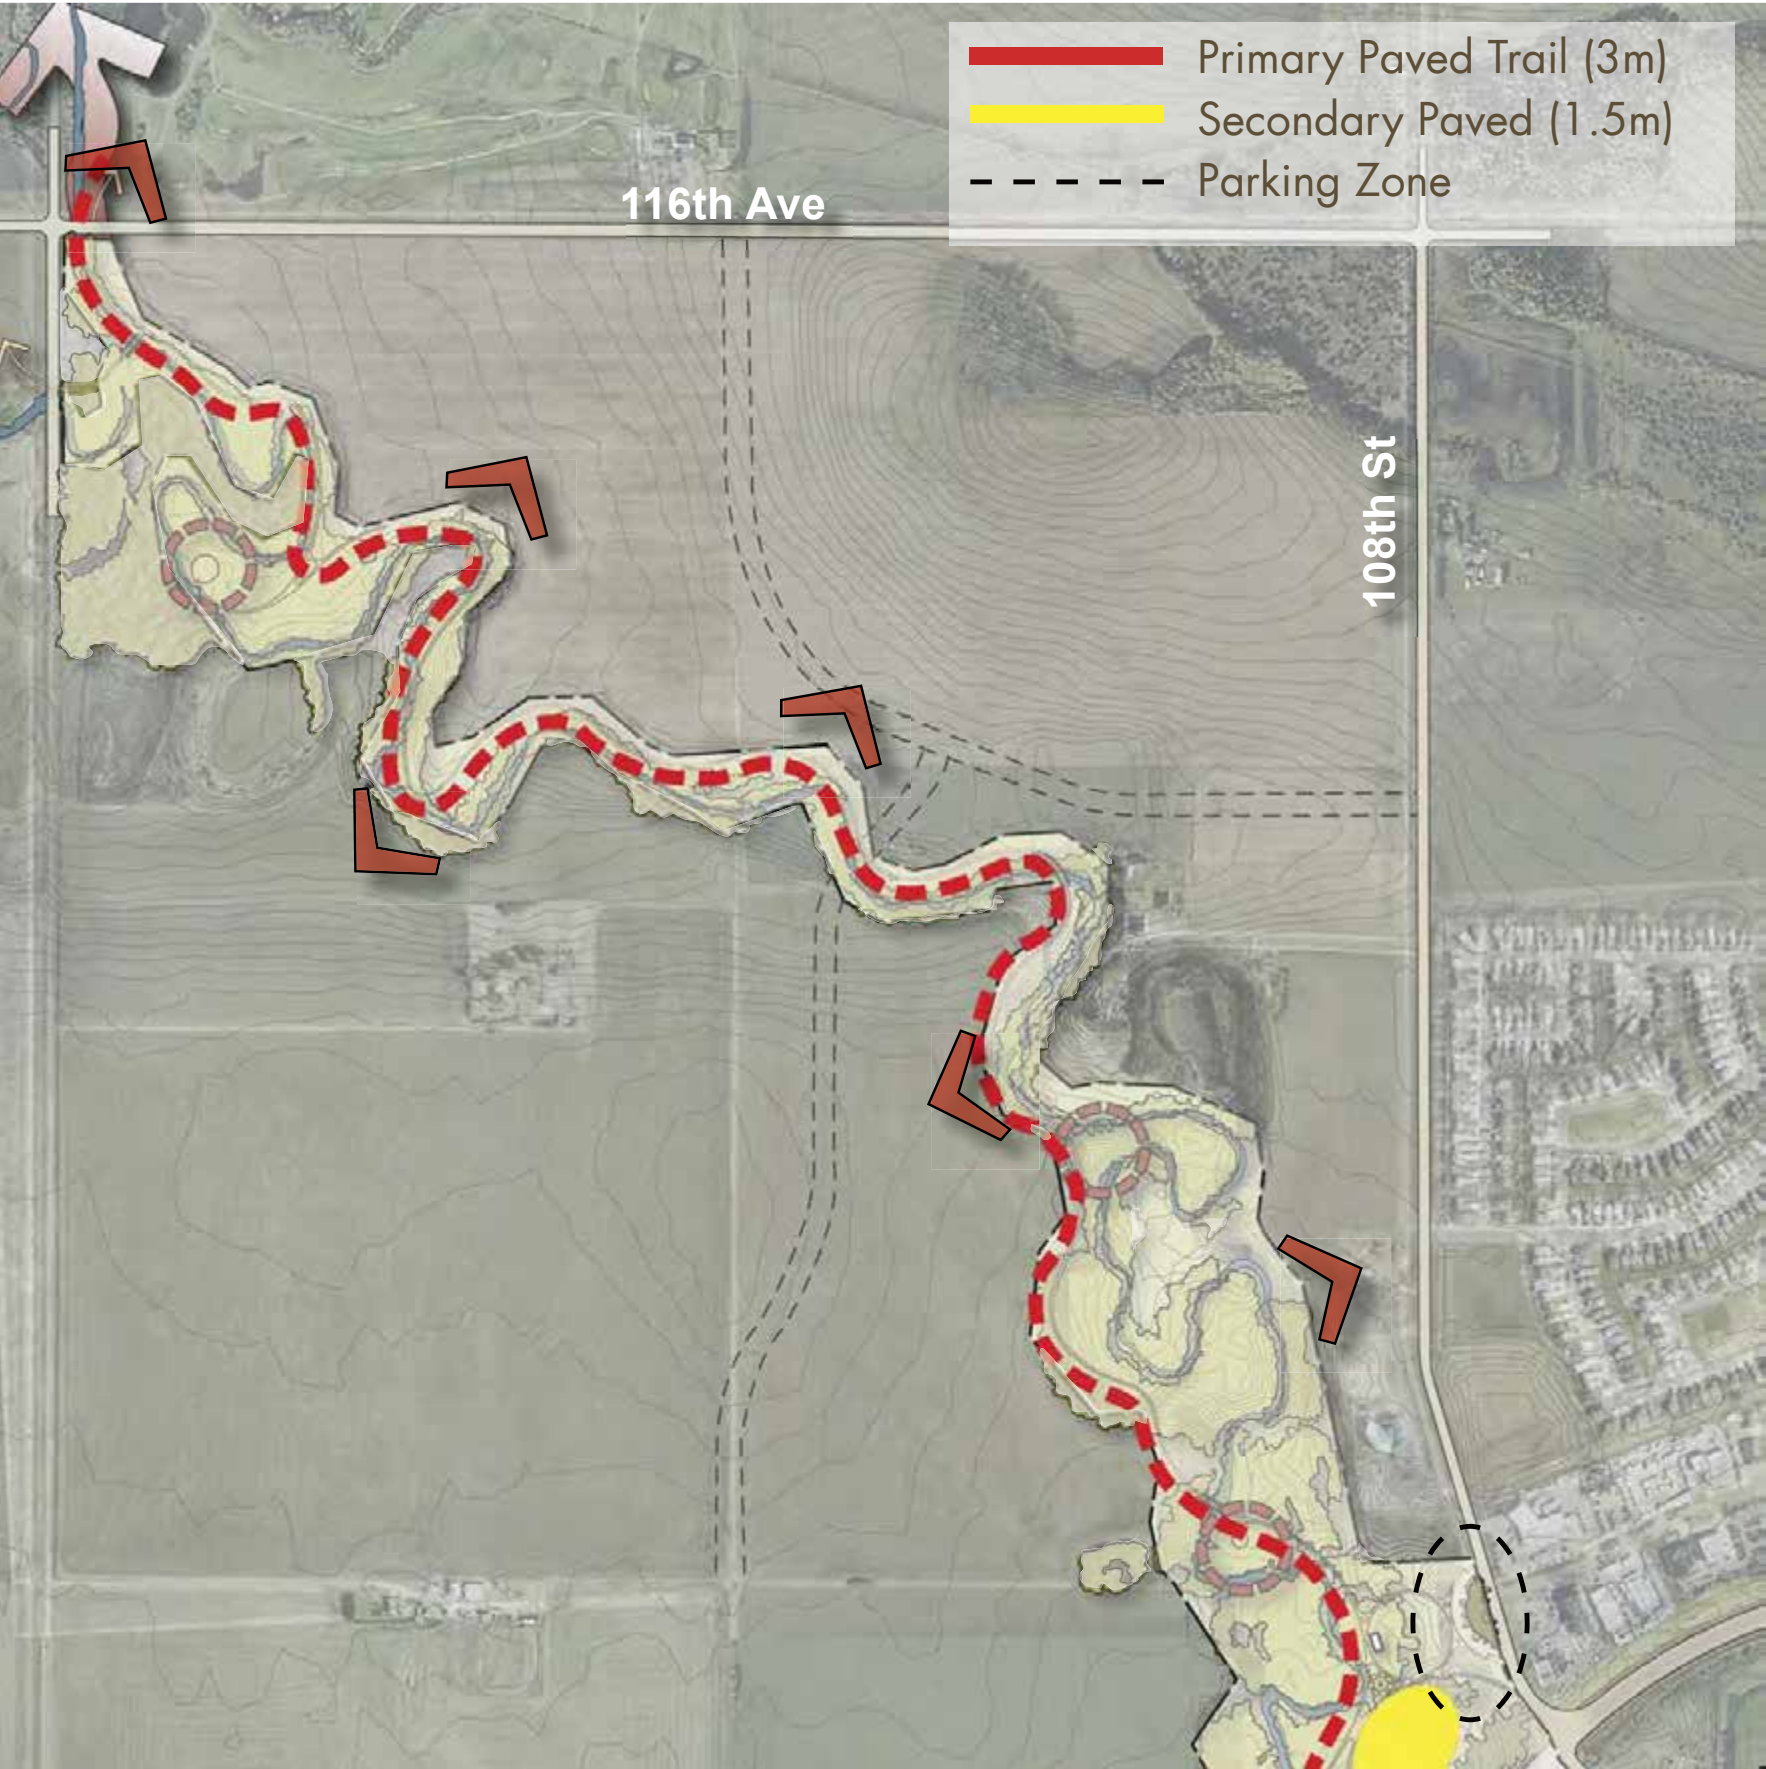 Primary Paved Trail (3m)
Secondary Paved (1.5m)
Parking Zone
116th Ave
108th St